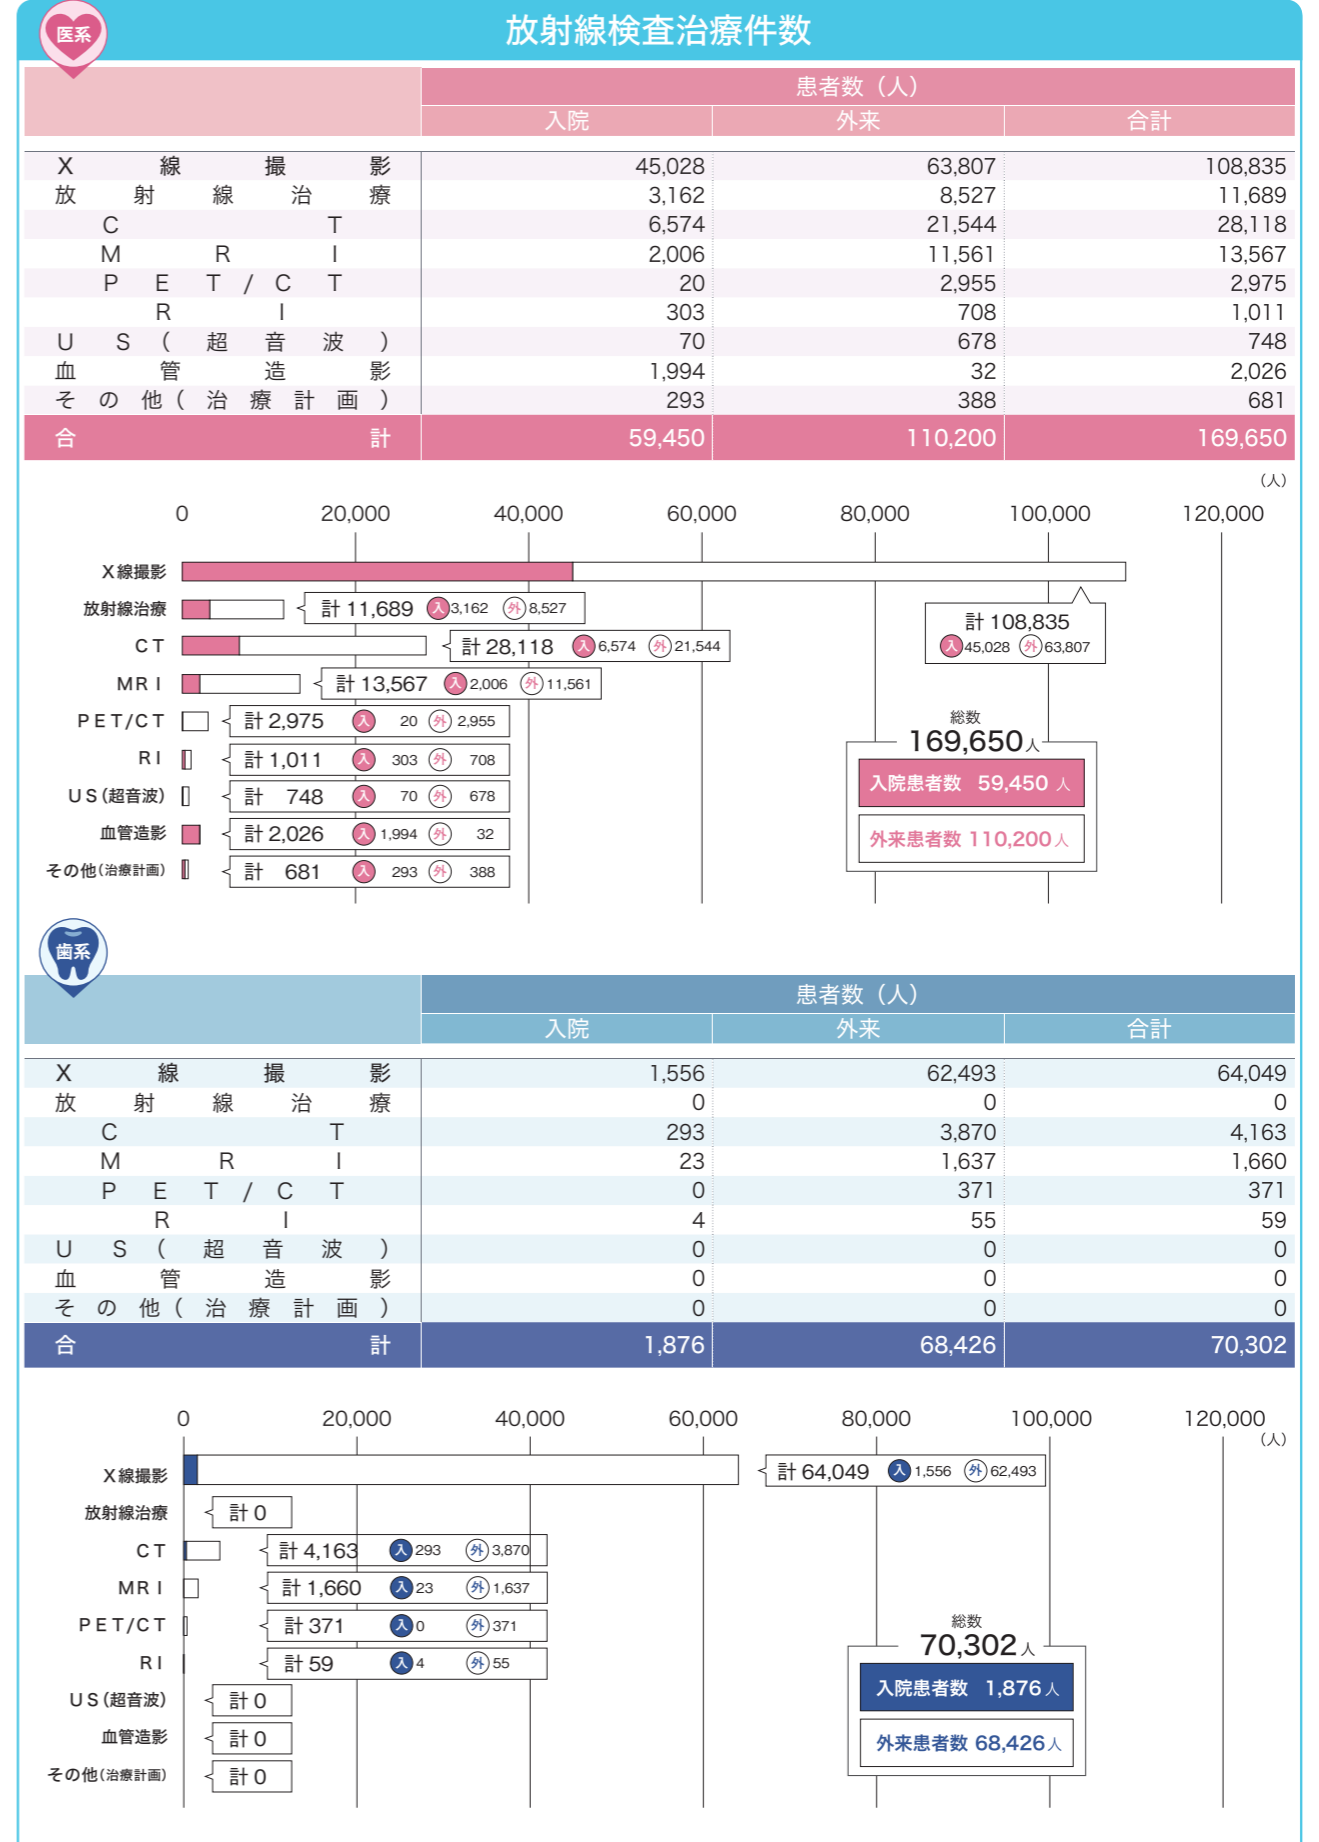 医系
放射線検査治療件数
患者数（人）
入院 外来 合計
X線撮影 45,028 63,807 108,835
放射線治療 3,162 8,527 11,689
CT 6,574 21,544 28,118
MRI 2,006 11,561 13,567
PET/CT 20 2,955 2,975
RI 303 708 1,011
US(超音波) 70 678 748
血管造影 1,994 32 2,026
その他(治療計画) 293 388 681
合計 59,450 110,200 169,650
（人）
0 20,000 40,000 60,000 80,000 100,000 120,000
X線撮影
計 108,835
入 45,028 外 63,807
放射線治療 計 11,689 入 3,162 外 8,527
CT 計 28,118 入 6,574 外 21,544
MRI 計 13,567 入 2,006 外 11,561
PET/CT 計 2,975 入 20 外 2,955
RI 計 1,011 入 303 外 708
US(超音波) 計 748 入 70 外 678
血管造影 計 2,026 入 1,994 外 32
その他(治療計画) 計 681 入 293 外 388
総数
169,650人
入院患者数 59,450 人
外来患者数 110,200人
歯系
患者数（人）
入院 外来 合計
X線撮影 1,556 62,493 64,049
放射線治療 0 0 0
CT 293 3,870 4,163
MRI 23 1,637 1,660
PET/CT 0 371 371
RI 4 55 59
US(超音波) 0 0 0
血管造影 0 0 0
その他(治療計画) 0 0 0
合計 1,876 68,426 70,302
0 20,000 40,000 60,000 80,000 100,000 120,000
（人）
X線撮影 計 64,049 入 1,556 外 62,493
放射線治療 計 0
CT 計 4,163 入 293 外 3,870
MRI 計 1,660 入 23 外 1,637
PET/CT 計 371 入 0 外 371
RI 計 59 入 4 外 55
US(超音波) 計 0
血管造影 計 0
その他(治療計画) 計 0
総数
70,302人
入院患者数 1,876人
外来患者数 68,426人